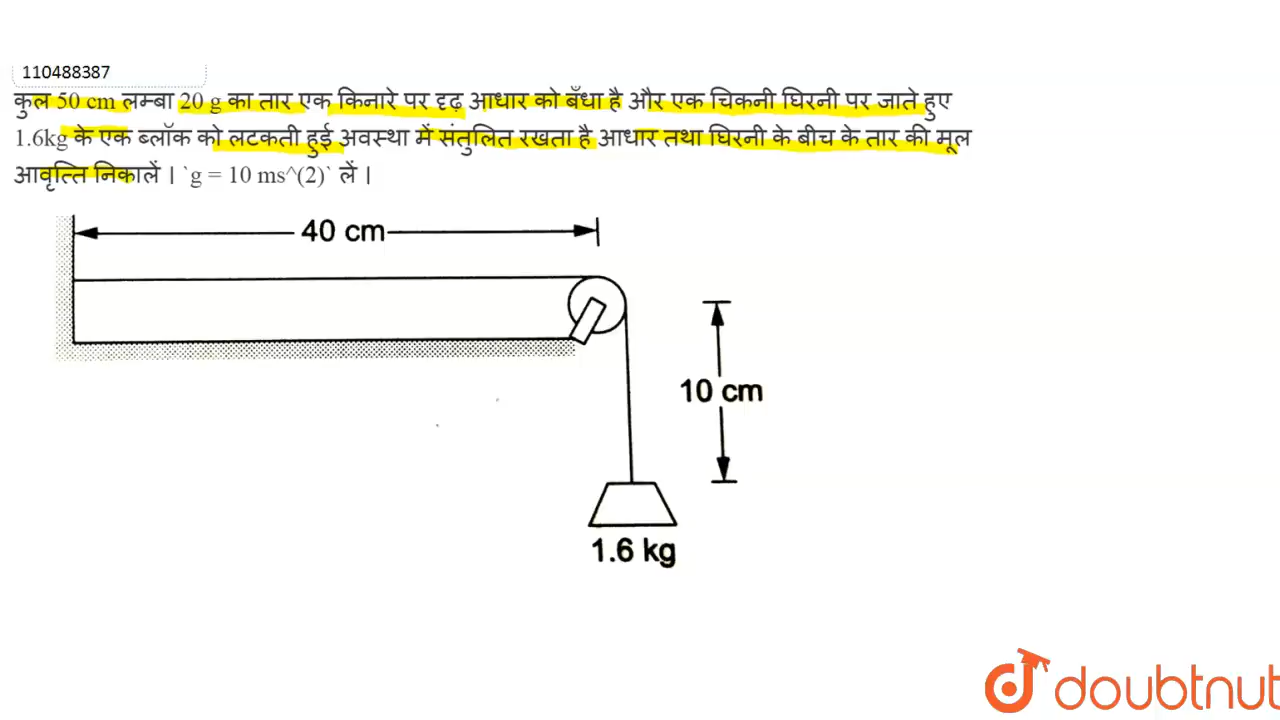 110488387
कुल 50 cm लम्बा 20 g का तार एक किनारे पर दृढ़ आधार को बँधा है और एक चिकनी घिरनी पर जाते हुए
1.6kg के एक ब्लॉक को लटकती हुई अवस्था में संतुलित रखता है आधार तथा घिरनी के बीच के तार की मूल
आवृत्ति निकालें । `g = 10 ms^(2)` लें ।
40 cm
10 cm
1.6 kg
doubtnut